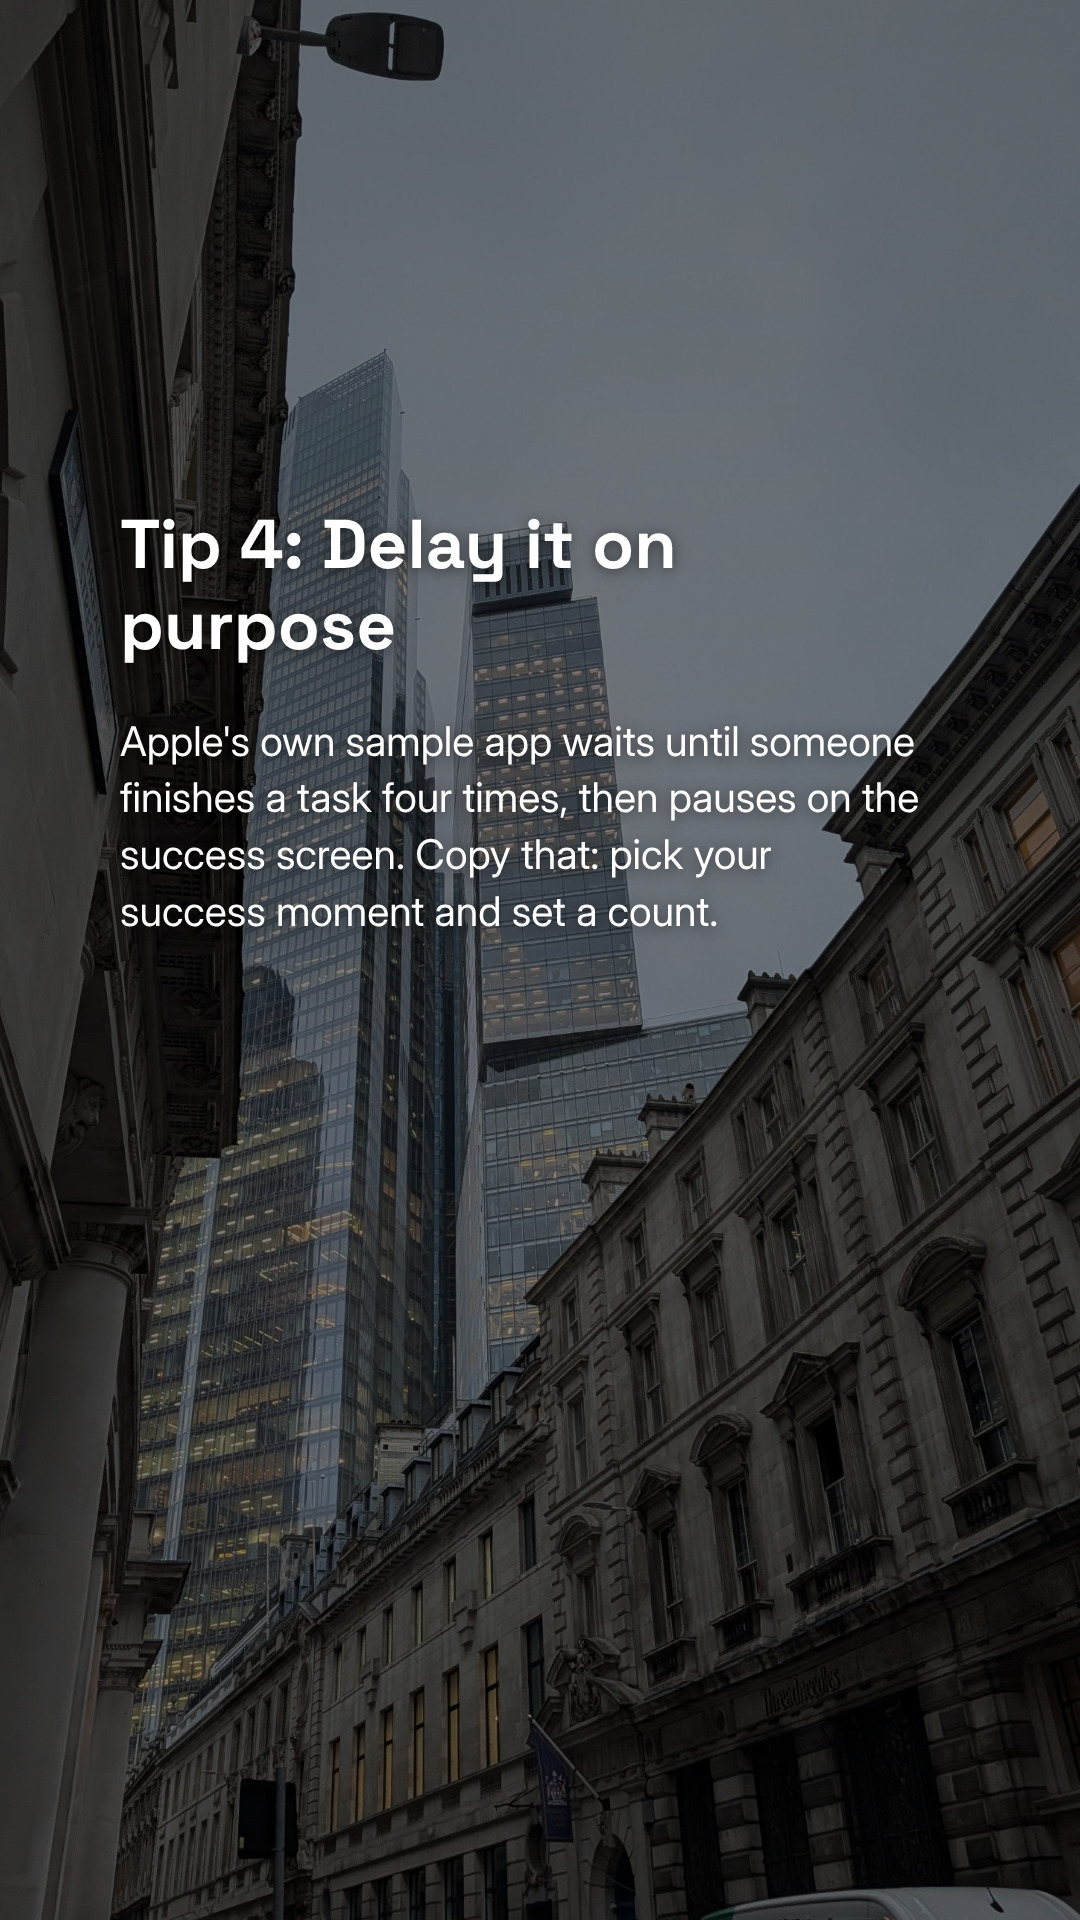 Tip 4: Delay it on
purpose
Apple's own sample app waits until someone
finishes a task four times, then pauses on the
success screen. Copy that: pick your
success moment and set a count.
Threadneedles